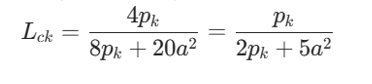 L_{ck} = \frac{4p_k}{8p_k + 20a^2} = \frac{p_k}{2p_k + 5a^2}